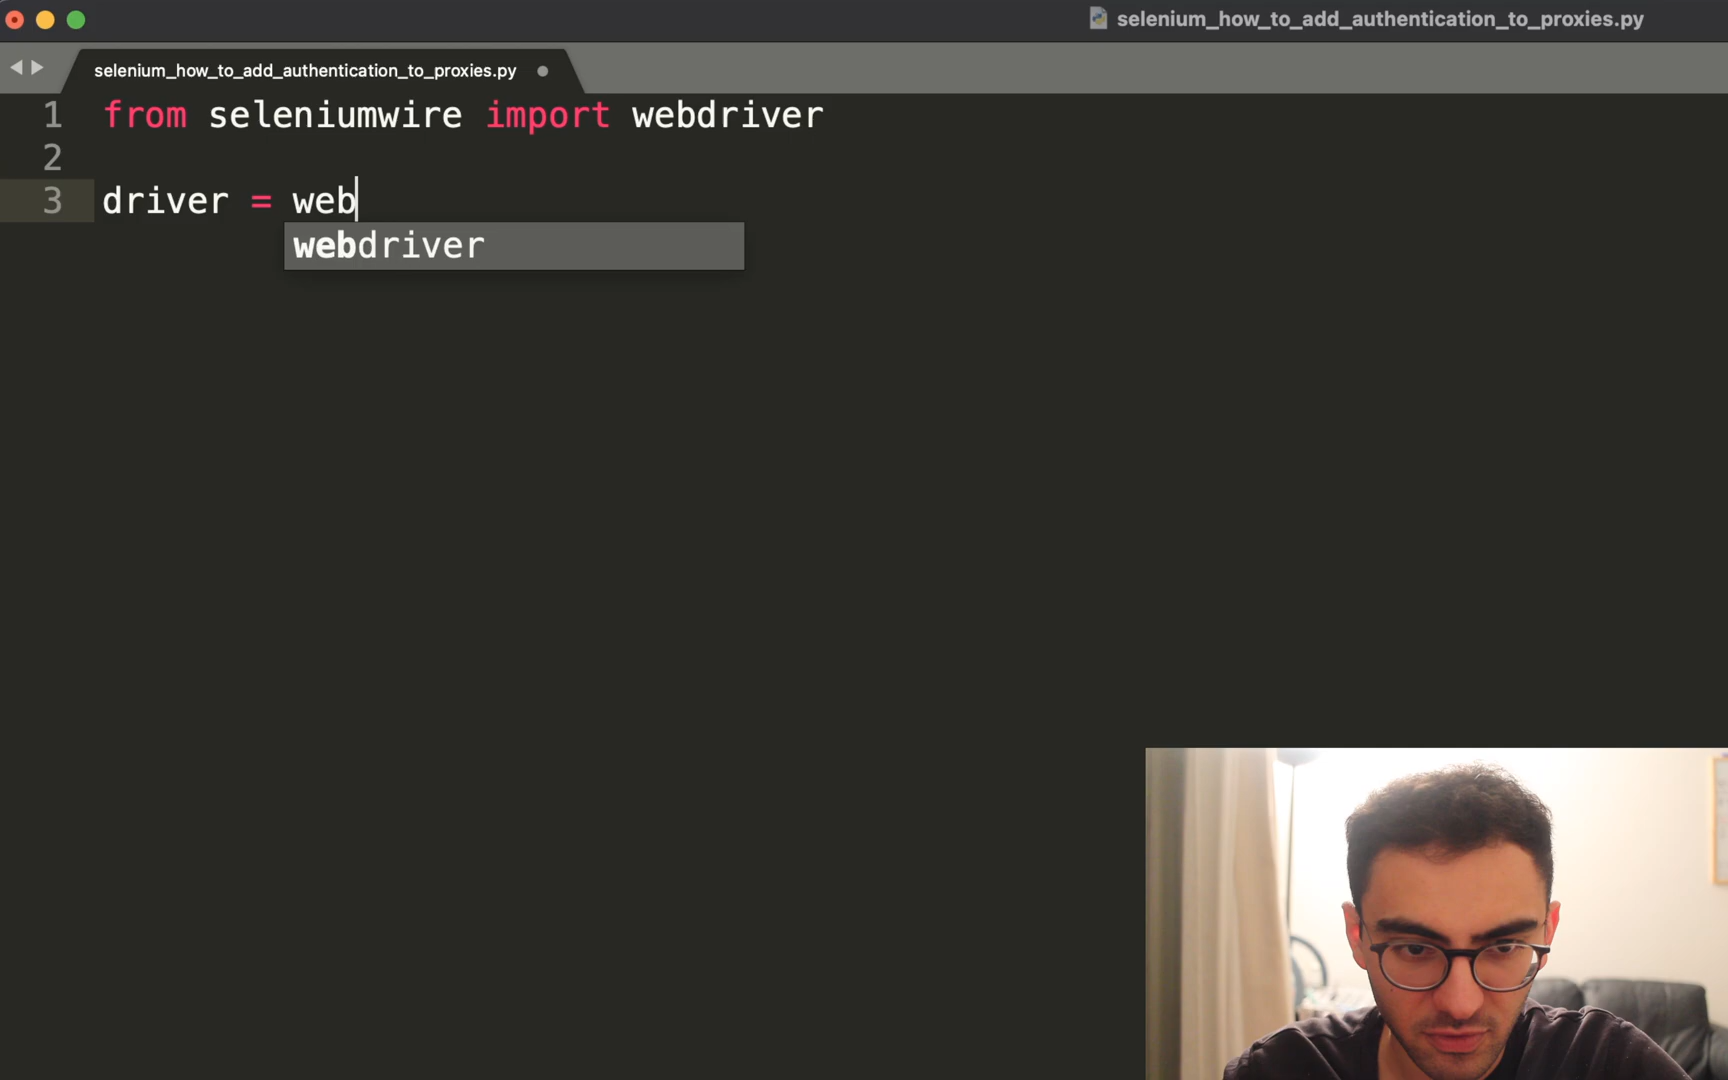 selenium_how_to_add_authentication_to_proxies.py
selenium_how_to_add_authentication_to_proxies.py
1 from seleniumwire import webdriver
2
3 driver = web
webdriver